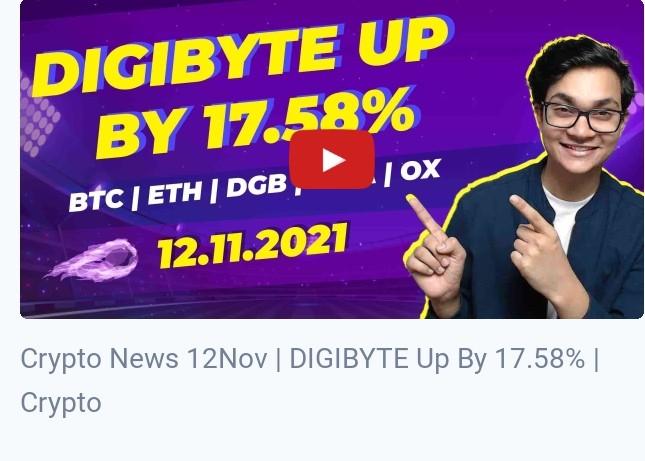 DIGIBYTE UP
BY 17.58%
BTC | ETH | DGB | | OX
12.11.2021
Crypto News 12Nov | DIGIBYTE Up By 17.58% |
Crypto